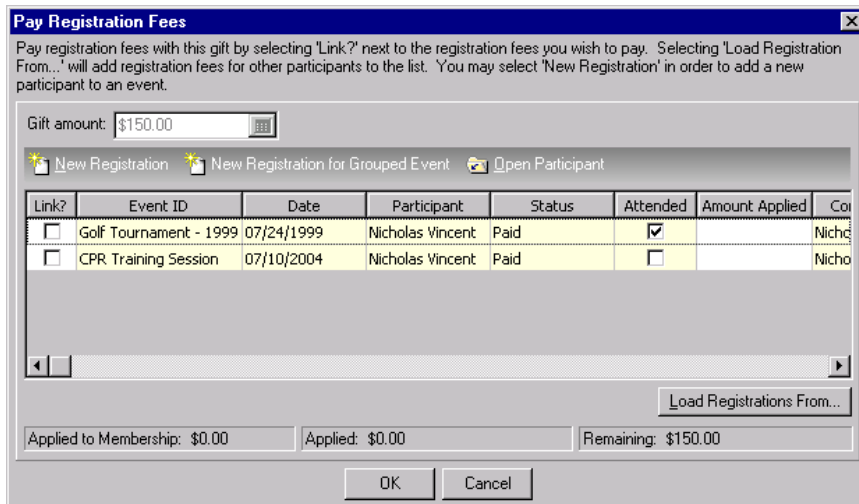 Pay Registration Fees
Pay registration fees with this gift by selecting 'Link?' next to the registration fees you wish to pay. Selecting 'Load Registration
From...' will add registration fees for other participants to the list. You may select 'New Registration' in order to add a new
participant to an event.
Gift amount: $150.00
New Registration New Registration for Grouped Event Open Participant
Link? Event ID Date Participant Status Attended Amount Applied
Golf Tournament - 1999 07/24/1999 Nicholas Vincent Paid
CPR Training Session 07/10/2004 Nicholas Vincent Paid
Load Registrations From...
Applied to Membership: $0.00 Applied: $0.00 Remaining: $150.00
OK Cancel